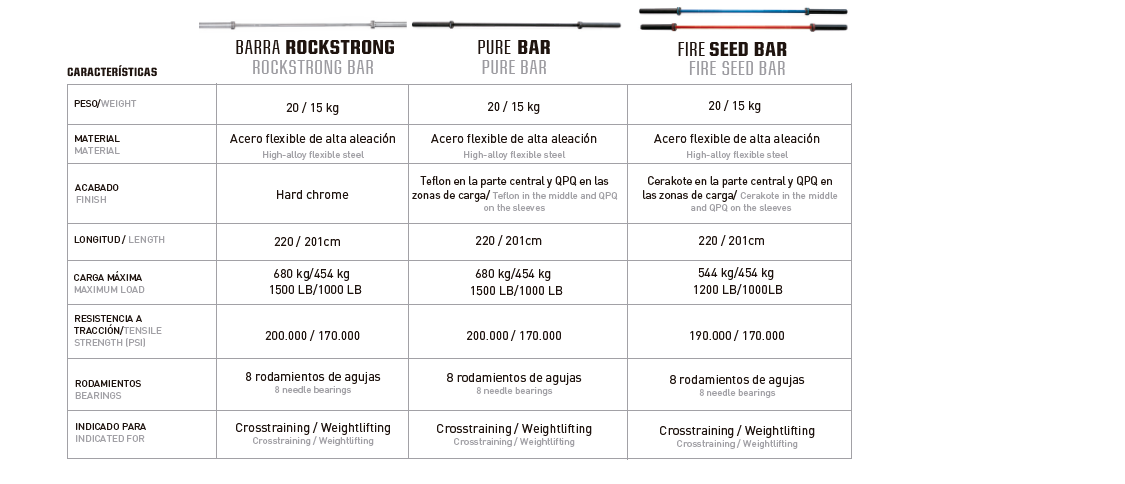 BARRA ROCKSTRONG
ROCKSTRONG BAR
PURE BAR
PURE BAR
FIRE SEED BAR
FIRE SEED BAR
CARACTERÍSTICAS
PESO/WEIGHT
20 / 15 kg
20 / 15 kg
20 / 15 kg
MATERIAL
MATERIAL
Acero flexible de alta aleación
High-alloy flexible steel
Acero flexible de alta aleación
High-alloy flexible steel
Acero flexible de alta aleación
High-alloy flexible steel
ACABADO
FINISH
Hard chrome
Teflon en la parte central y QPQ en las
zonas de carga/ Teflon in the middle and QPQ
on the sleeves
Cerakote en la parte central y QPQ en
las zonas de carga/ Cerakote in the middle
and QPQ on the sleeves
LONGITUD / LENGTH
220 / 201cm
220 / 201cm
220 / 201cm
CARGA MÁXIMA
MAXIMUM LOAD
680 kg/454 kg
1500 LB/1000 LB
680 kg/454 kg
1500 LB/1000 LB
544 kg/454 kg
1200 LB/1000LB
RESISTENCIA A
TRACCIÓN/TENSILE
STRENGTH (PSI)
200.000 / 170.000
200.000 / 170.000
190.000 / 170.000
RODAMIENTOS
BEARINGS
8 rodamientos de agujas
8 needle bearings
8 rodamientos de agujas
8 needle bearings
8 rodamientos de agujas
8 needle bearings
INDICADO PARA
INDICATED FOR
Crosstraining / Weightlifting
Crosstraining / Weightlifting
Crosstraining / Weightlifting
Crosstraining / Weightlifting
Crosstraining / Weightlifting
Crosstraining / Weightlifting